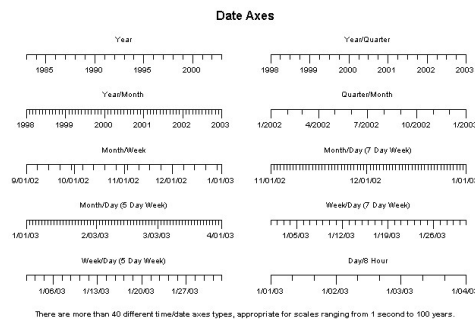 Date Axes
Year
1985 1990 1995 2000
Year/Quarter
1998 1999 2000 2001 2002 2003
Year/Month
1998 1999 2000 2001 2002 2003
Quarter/Month
1/2002 4/2002 7/2002 10/2002 1/2003
Month/Week
9/01/02 10/01/02 11/01/02 12/01/02 1/01/03
Month/Day (7 Day Week)
11/01/02 12/01/02 1/01/03
Month/Day (5 Day Week)
1/01/03 2/03/03 3/03/03 4/01/03
Week/Day (7 Day Week)
1/05/03 1/12/03 1/19/03 1/26/03
Week/Day (5 Day Week)
1/06/03 1/13/03 1/20/03 1/27/03
Day/8 Hour
1/01/03 1/02/03 1/03/03 1/04/03
There are more than 40 different time/date axes types, appropriate for scales ranging from 1 second to 100 years.